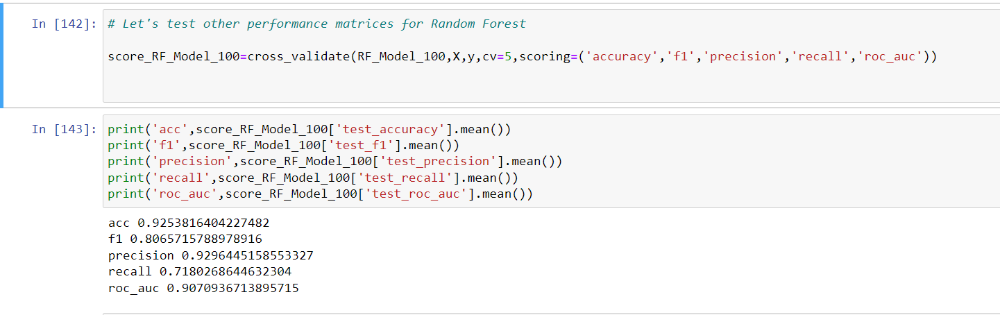 In [142]: # Let's test other performance matrices for Random Forest
score_RF_Model_100=cross_validate(RF_Model_100,X,y,cv=5,scoring=('accuracy','f1','precision','recall','roc_auc'))
In [143]: print('acc',score_RF_Model_100['test_accuracy'].mean())
print('f1',score_RF_Model_100['test_f1'].mean())
print('precision',score_RF_Model_100['test_precision'].mean())
print('recall',score_RF_Model_100['test_recall'].mean())
print('roc_auc',score_RF_Model_100['test_roc_auc'].mean())
acc 0.9253816404227482
f1 0.8065715788978916
precision 0.9296445158553327
recall 0.7180268644632304
roc_auc 0.9070936713895715